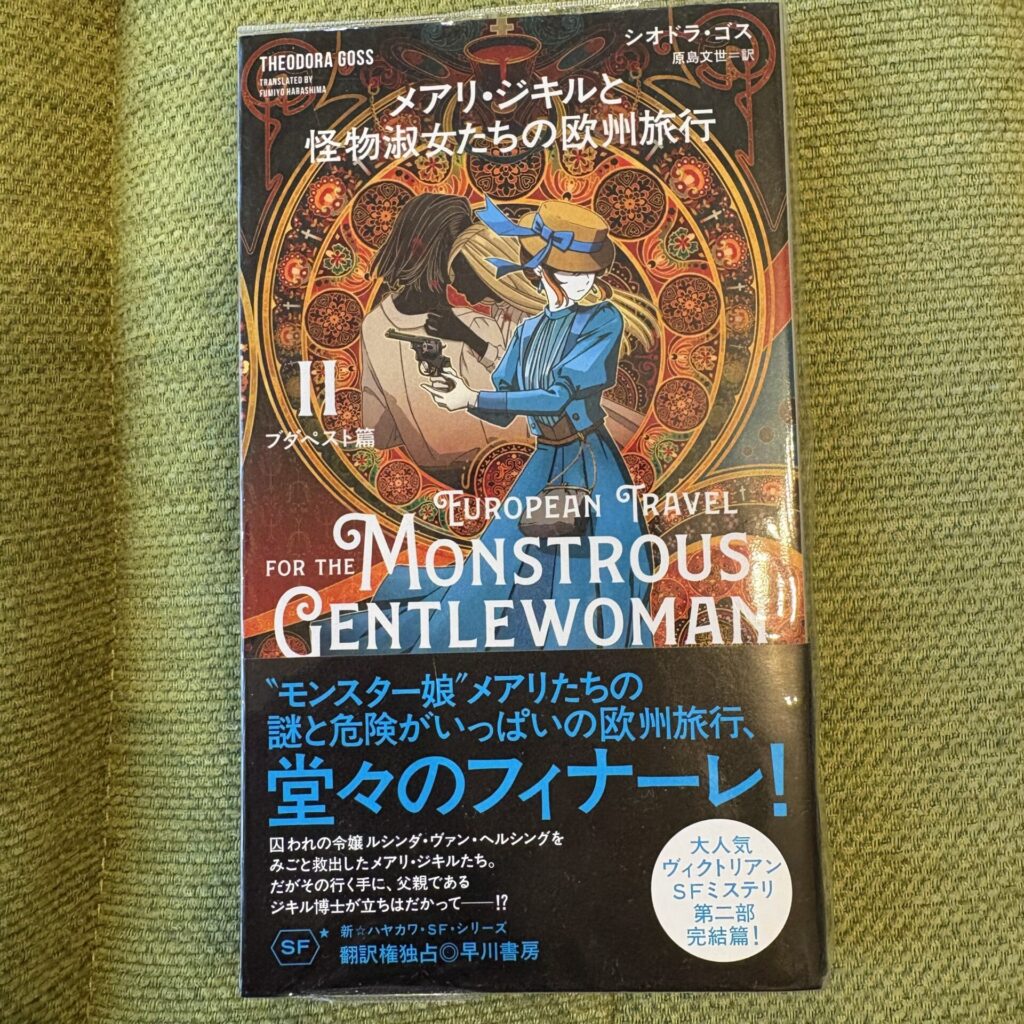 THEODORA GOSS
TRANSLATED BY
FUMIYO HARASHIMA
シオドラ・ゴス
原島文世=訳
メアリ・ジキルと
怪物淑女たちの欧州旅行
II
ブダペスト篇
EUROPEAN TRAVEL
FOR THE MONSTROUS
GENTLEWOMAN
“モンスター娘”メアリたちの
謎と危険がいっぱいの欧州旅行、
堂々のフィナーレ!
囚われの令嬢ルシンダ・ヴァン・ヘルシングを
みごと救出したメアリ・ジキルたち。
だがその行く手に、父親である
ジキル博士が立ちはだかって――!?
大人気
ヴィクトリアン
SFミステリ
第二部
完結篇!
SF
新☆ハヤカワ・SF・シリーズ
翻訳権独占◎早川書房